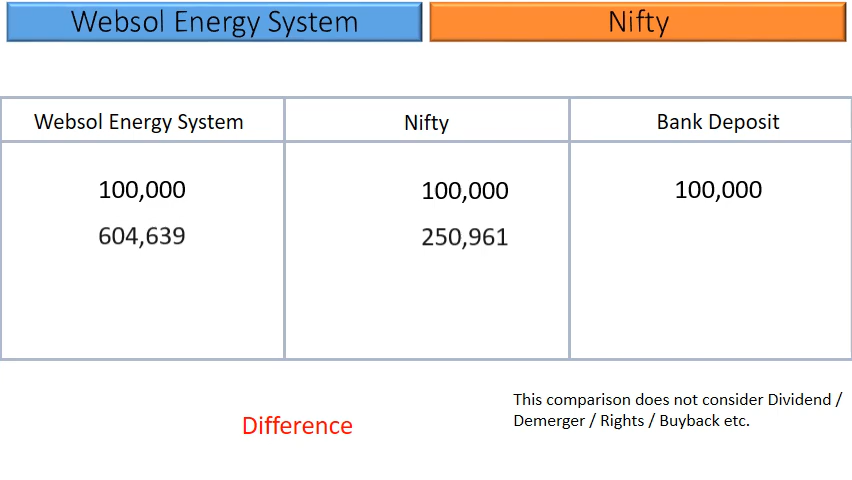 Websol Energy System
Nifty
Websol Energy System
Nifty
Bank Deposit
100,000
100,000
100,000
604,639
250,961
This comparison does not consider Dividend /
Demerger / Rights / Buyback etc.
Difference